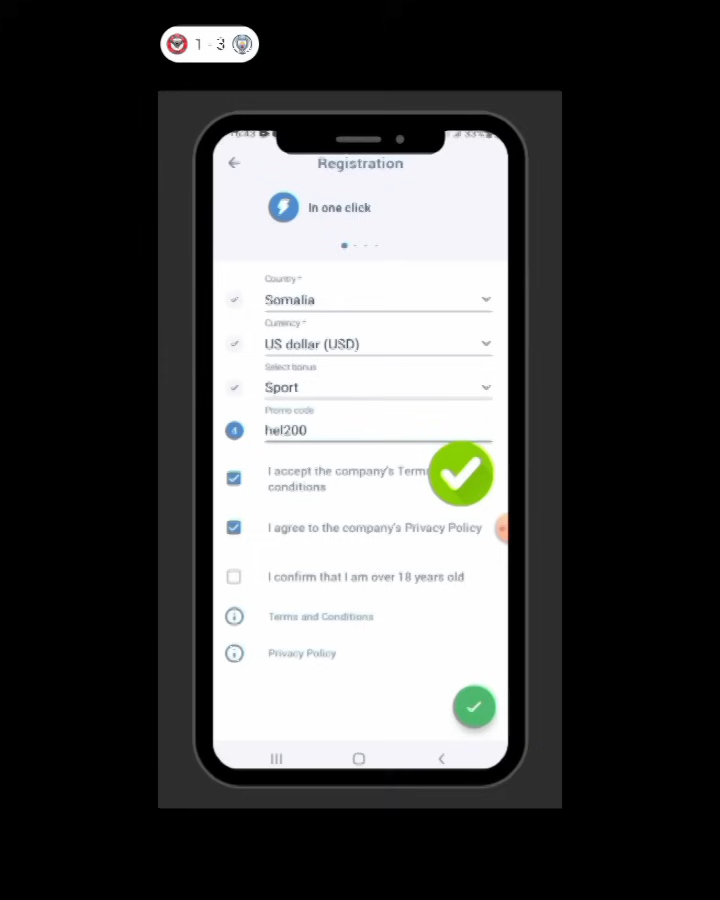 1 - 3
Registration
In one click
Country *
Somalia
Currency *
US dollar (USD)
Select bonus
Sport
Promo code
4
hel200
I accept the company's Terms
conditions
I agree to the company's Privacy Policy
I confirm that I am over 18 years old
Terms and Conditions
Privacy Policy